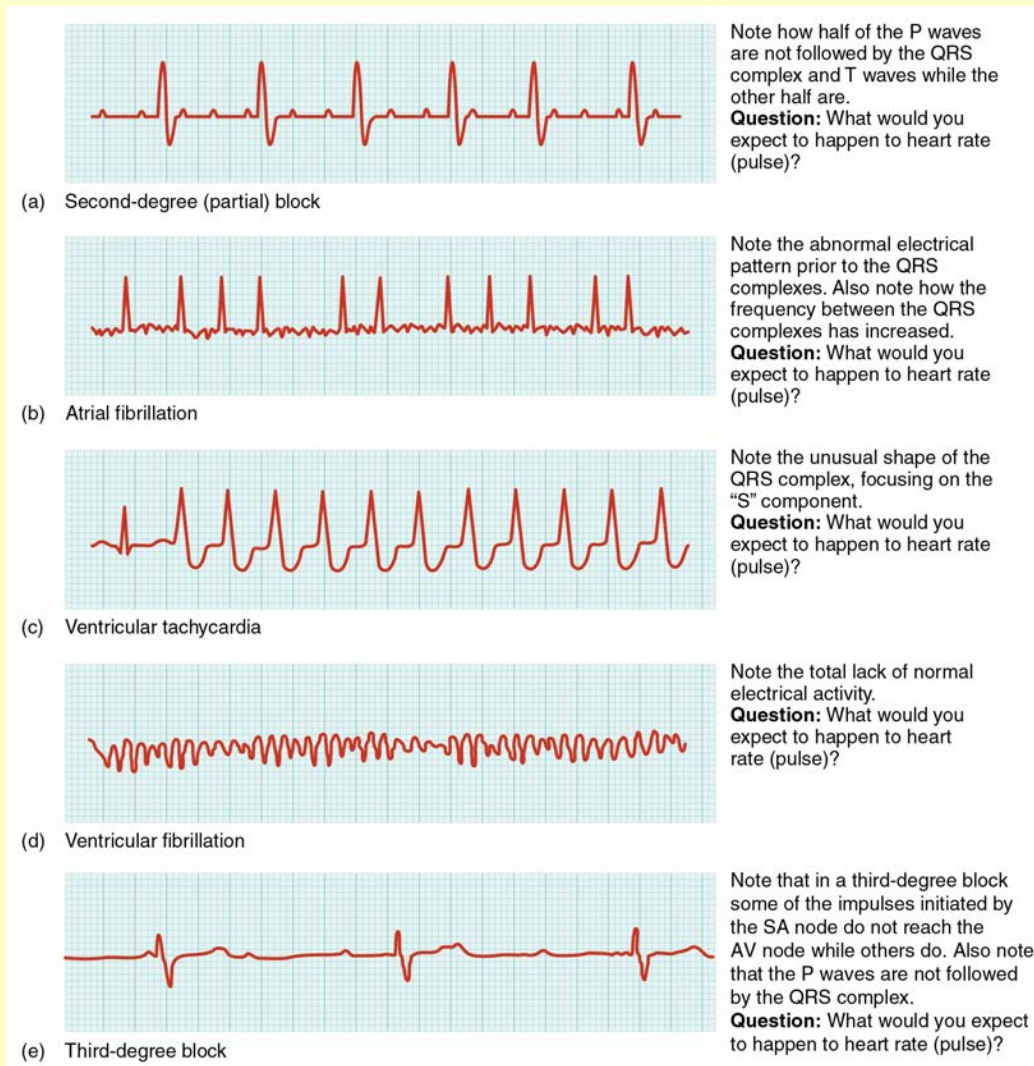 Note how half of the P waves
are not followed by the QRS
complex and T waves while the
other half are.
Question: What would you
expect to happen to heart rate
(pulse)?
(a) Second-degree (partial) block
Note the abnormal electrical
pattern prior to the QRS
complexes. Also note how the
frequency between the QRS
complexes has increased.
Question: What would you
expect to happen to heart rate
(pulse)?
(b) Atrial fibrillation
Note the unusual shape of the
QRS complex, focusing on the
“S” component.
Question: What would you
expect to happen to heart rate
(pulse)?
(c) Ventricular tachycardia
Note the total lack of normal
electrical activity.
Question: What would you
expect to happen to heart
rate (pulse)?
(d) Ventricular fibrillation
Note that in a third-degree block
some of the impulses initiated by
the SA node do not reach the
AV node while others do. Also note
that the P waves are not followed
by the QRS complex.
Question: What would you expect
to happen to heart rate (pulse)?
(e) Third-degree block